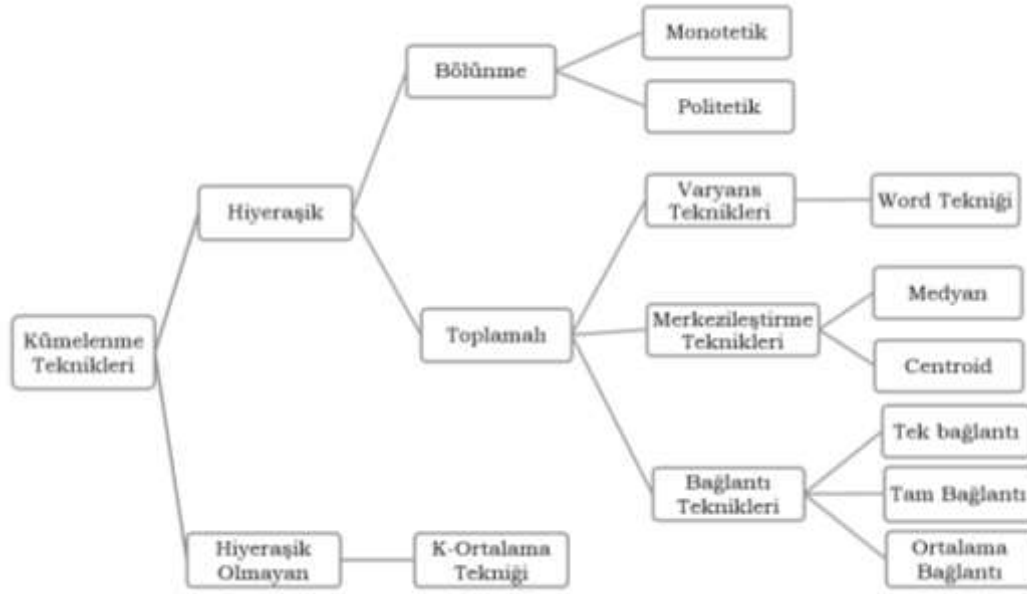 Kümelenme
Teknikleri
Hiyeraşik
Bölünme
Monotetik
Politetik
Toplamalı
Varyans
Teknikleri
Word Tekniği
Merkezileştirme
Teknikleri
Medyan
Centroid
Bağlantı
Teknikleri
Tek bağlantı
Tam Bağlantı
Ortalama
Bağlantı
Hiyeraşik
Olmayan
K-Ortalama
Tekniği